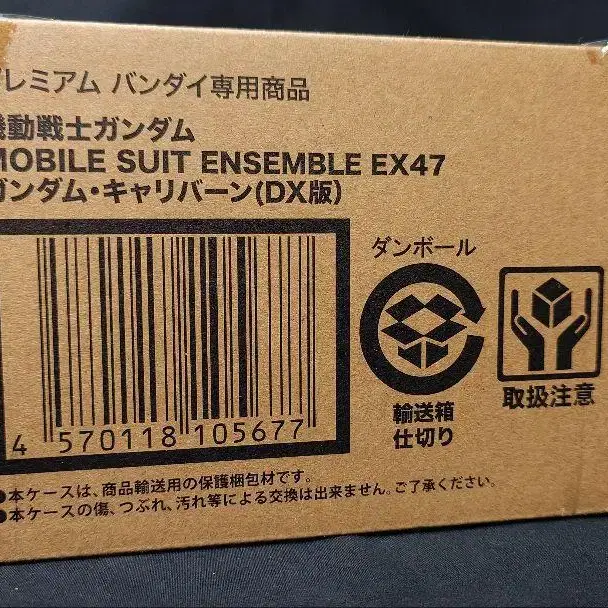 プレミアム バンダイ専用商品
機動戦士ガンダム
MOBILE SUIT ENSEMBLE EX47
ガンダム・キャリバーン(DX版)
ダンボール
輸送箱
仕切り
取扱注意
4 570118 105677
●本ケースは、商品輸送用の保護梱包材です。
●本ケースの傷、つぶれ、汚れ等による交換は出来ません。ご了承ください。